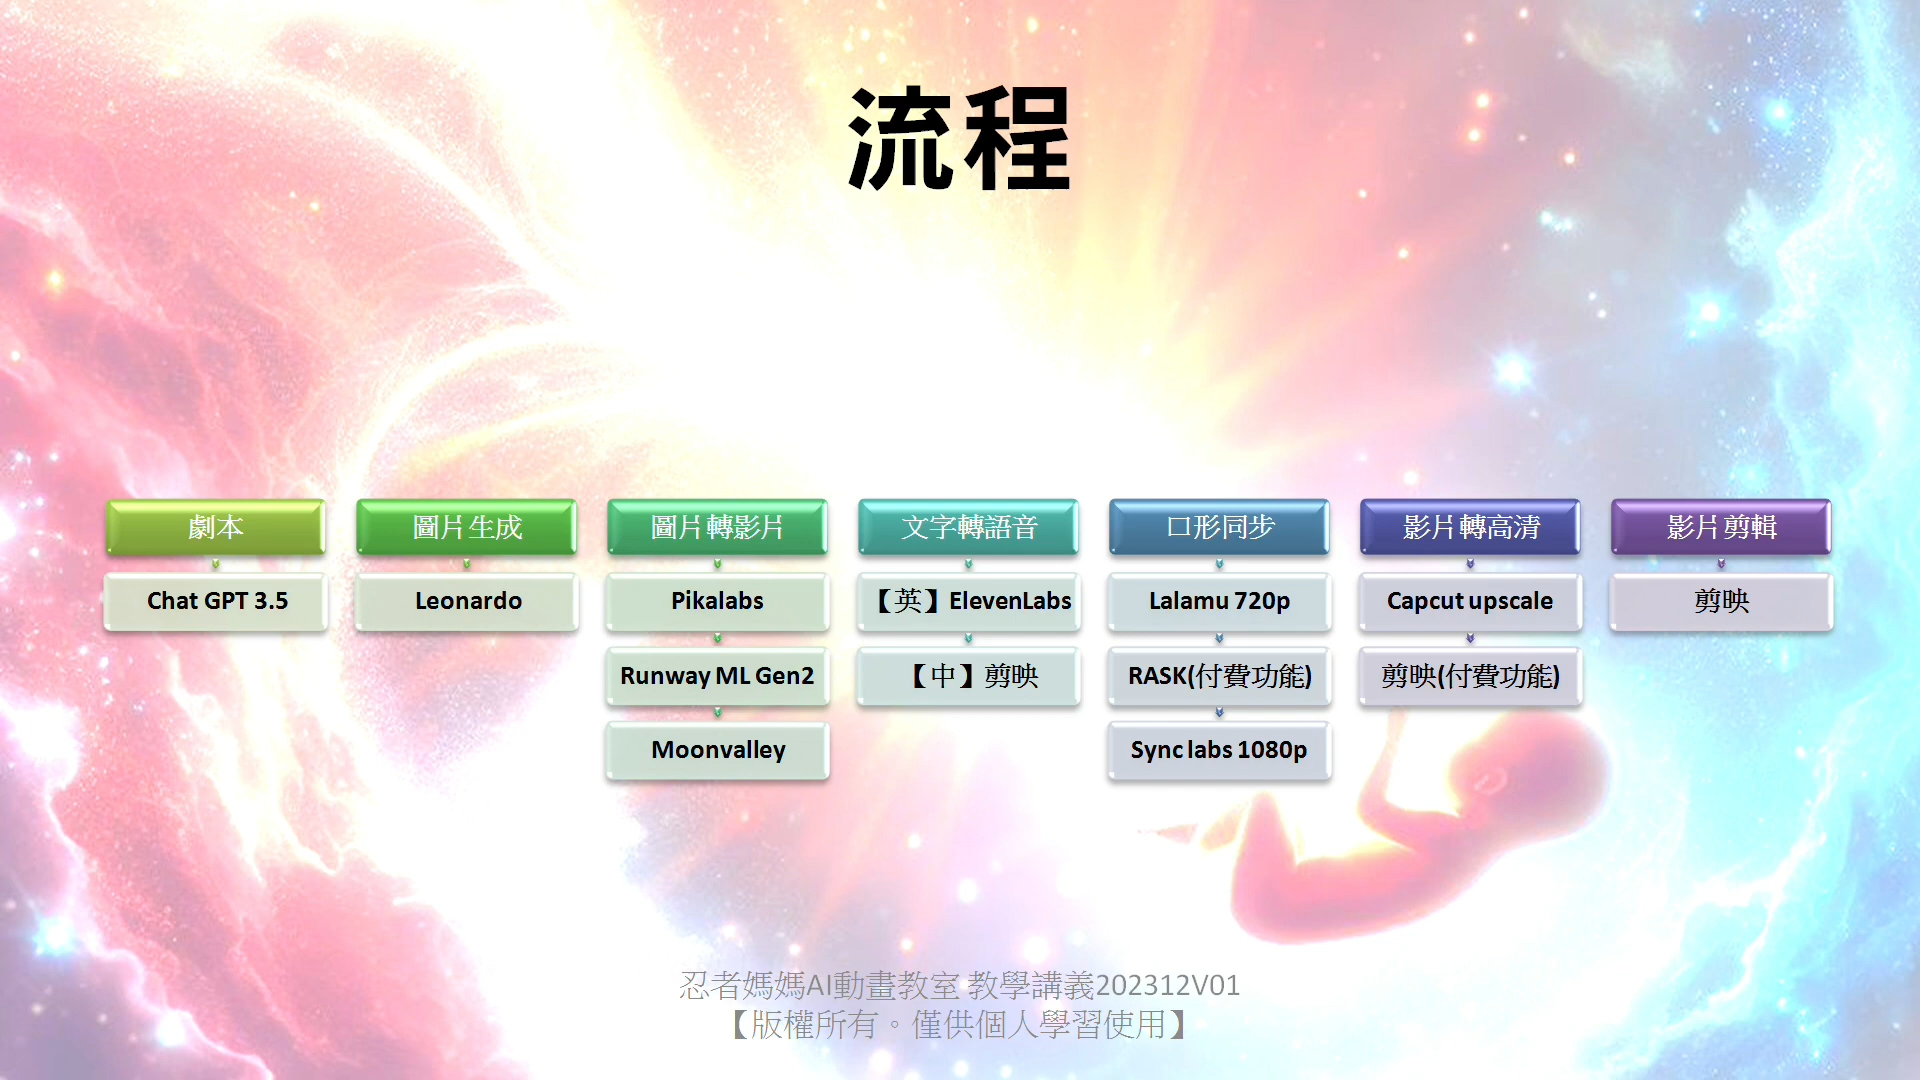 流程
劇本
Chat GPT 3.5
圖片生成
Leonardo
圖片轉影片
Pikalabs
Runway ML Gen2
Moonvalley
文字轉語音
【英】ElevenLabs
【中】剪映
口形同步
Lalamu 720p
RASK(付費功能)
Sync labs 1080p
影片轉高清
Capcut upscale
剪映(付費功能)
影片剪輯
剪映
忍者媽媽AI動畫教室 教學講義202312V01
【版權所有。僅供個人學習使用】